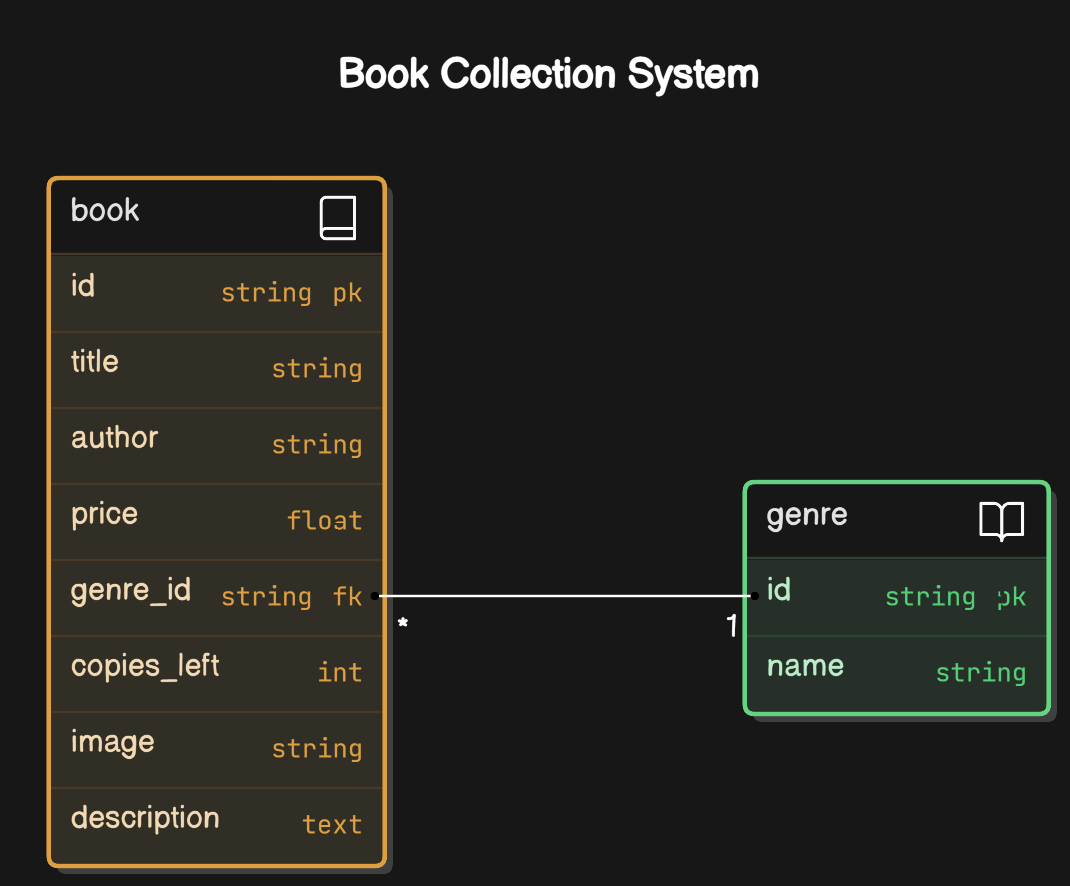 Book Collection System
book
id string pk
title string
author string
price float
genre_id string fk
* 1
copies_left int
image string
description text
genre
id string pk
name string